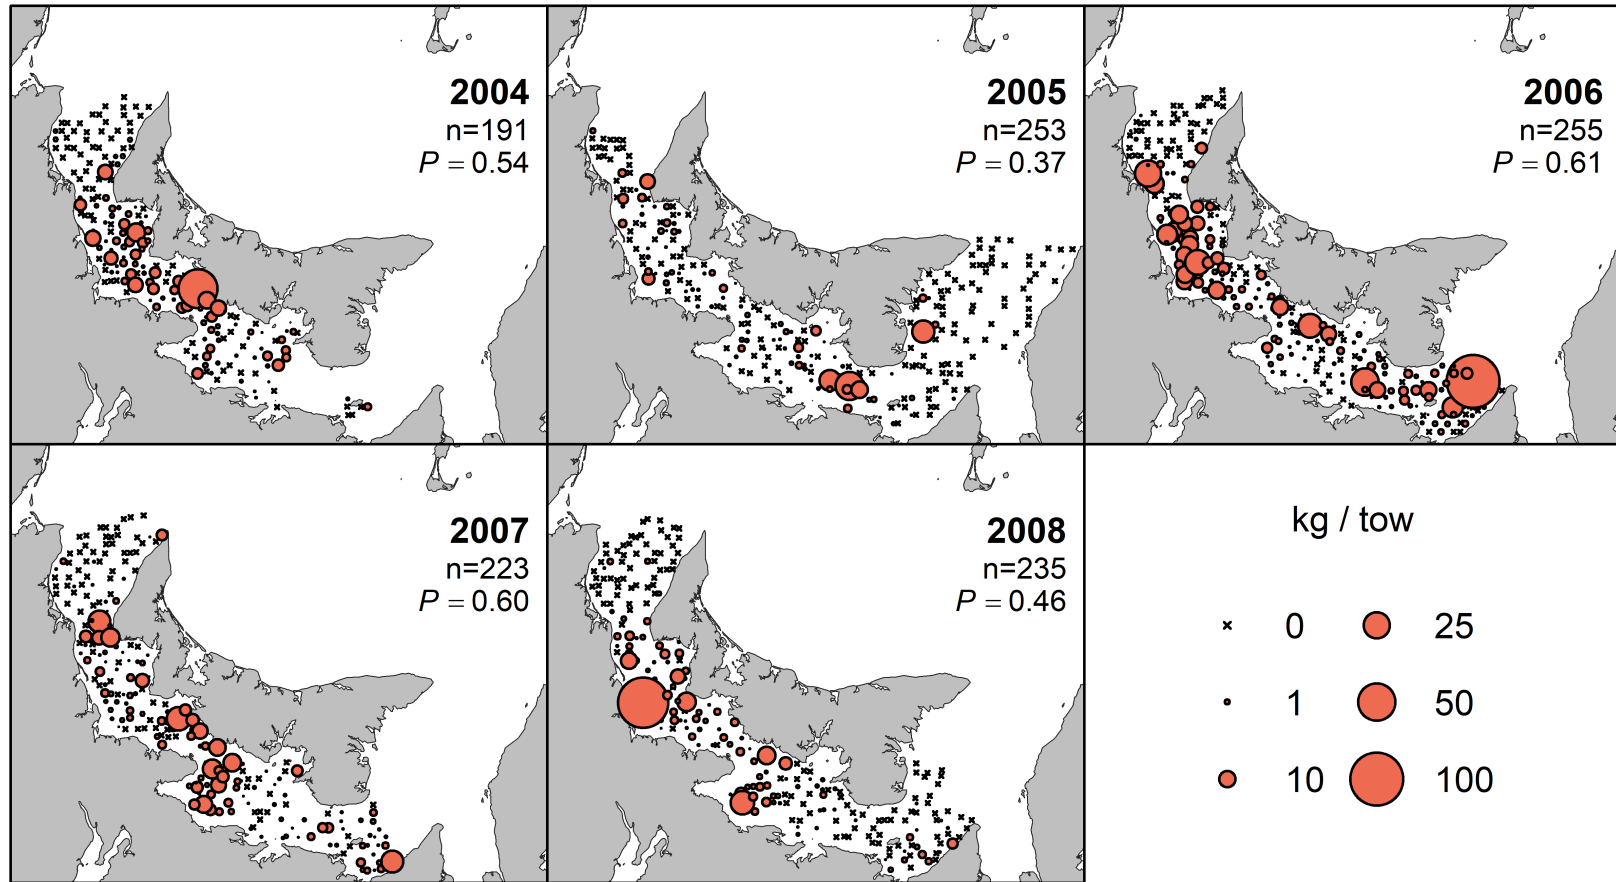 2004
n=191
P = 0.54
2005
n=253
P = 0.37
2006
n=255
P = 0.61
2007
n=223
P = 0.60
2008
n=235
P = 0.46
kg / tow
0 25
1 50
10 100